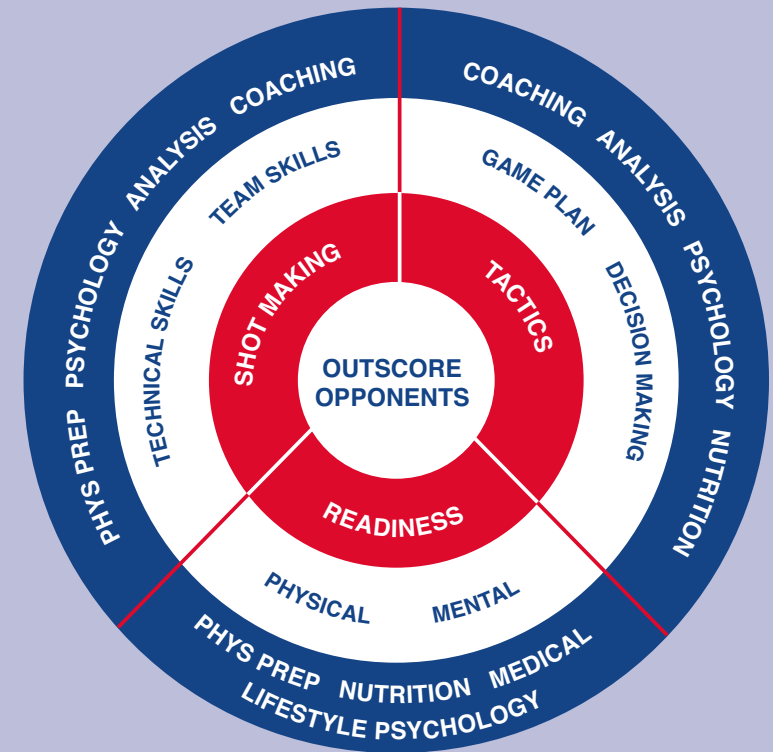 PHYS PREP PSYCHOLOGY ANALYSIS COACHING
COACHING ANALYSIS PSYCHOLOGY NUTRITION
TECHNICAL SKILLS
TEAM SKILLS
GAME PLAN
DECISION MAKING
SHOT MAKING
TACTICS
OUTSCORE
OPPONENTS
READINESS
PHYSICAL
MENTAL
PHYS PREP NUTRITION MEDICAL
LIFESTYLE PSYCHOLOGY